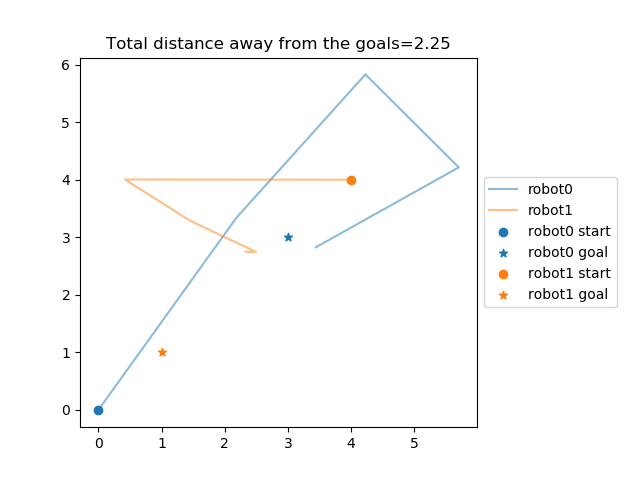 Total distance away from the goals=2.25
6
5
4
3
2
1
0
0 1 2 3 4 5
robot0
robot1
robot0 start
robot0 goal
robot1 start
robot1 goal